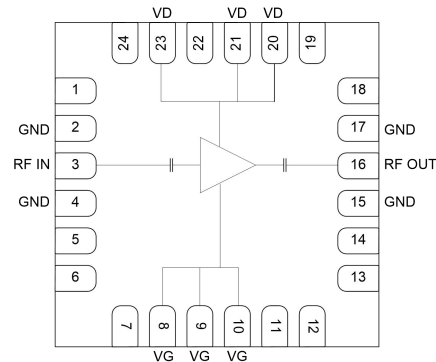 VD VD VD
24 23 22 21 20 19
1 18
GND 2 17 GND
RF IN 3 16 RF OUT
GND 4 15 GND
5 14
6 13
7 8 9 10 11 12
VG VG VG